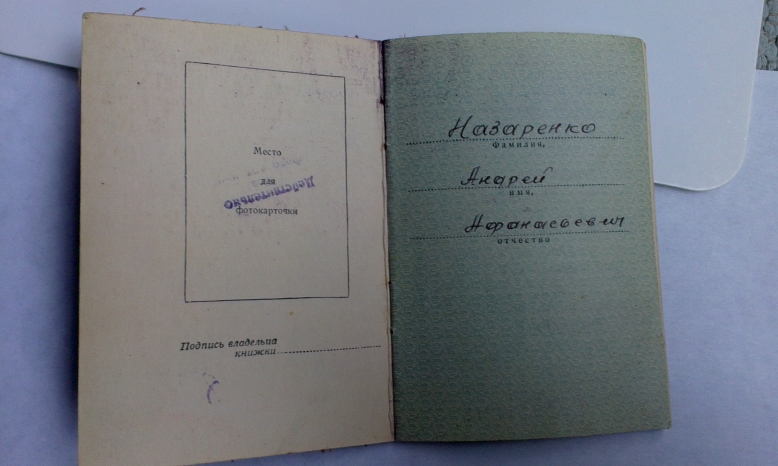 Место
для
фотокарточки
Действительно
Подпись владельца
книжки
Назаренко
фамилия,
Андрей
имя,
Афанасьевич
отчество